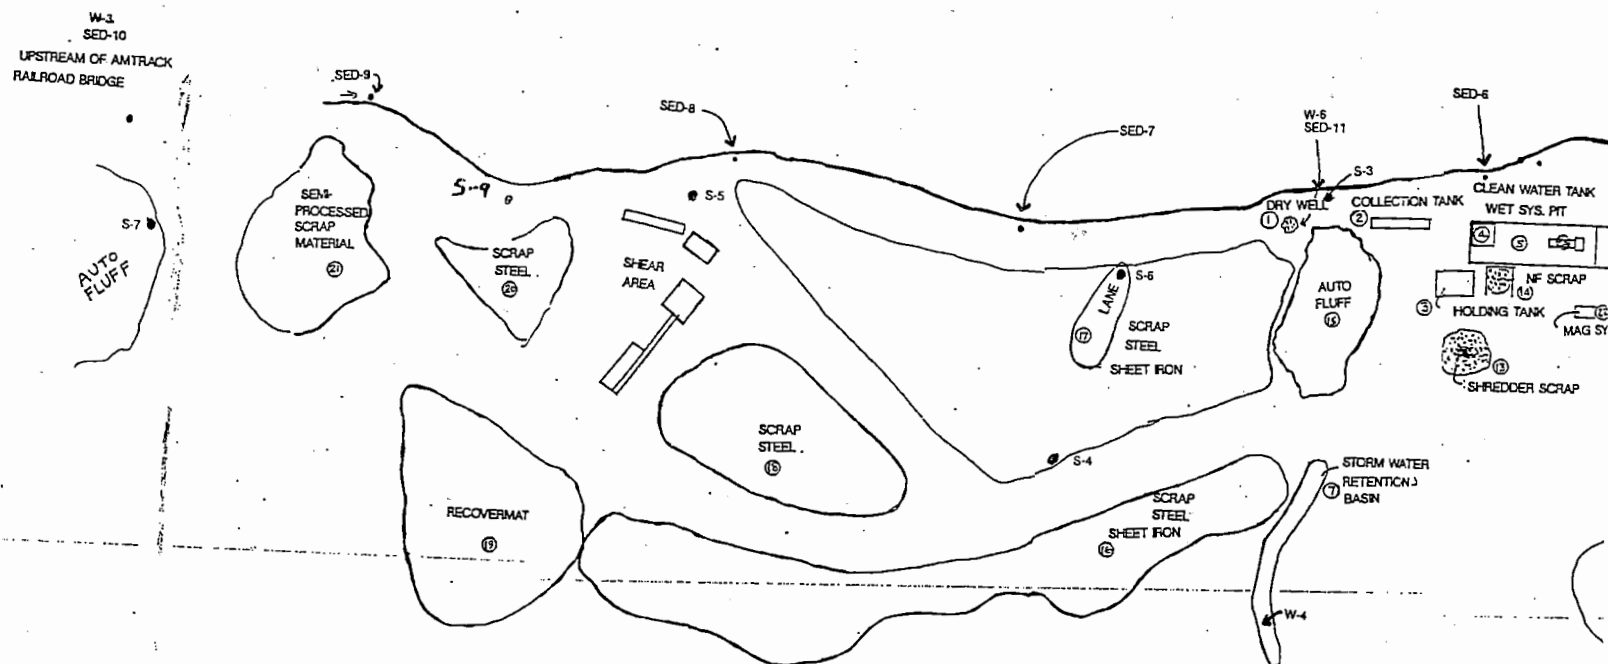 W-3
SED-10
UPSTREAM OF AMTRACK
RAILROAD BRIDGE
SED-9
SED-8
SED-7
W-6
SED-11
SED-6
S-3
S-7
AUTO
FLUFF
SEMI-
PROCESSED
SCRAP
MATERIAL
21
S-9
SCRAP
STEEL
20
S-5
SHEAR
AREA
S-6
LANE
17
SCRAP
STEEL
SHEET IRON
DRY WELL
1
COLLECTION TANK
2
CLEAN WATER TANK
WET SYS. PIT
4
5
NF SCRAP
14
3
HOLDING TANK
MAG SY
AUTO
FLUFF
15
13
SHREDDER SCRAP
SCRAP
STEEL
18
S-4
STORM WATER
RETENTION
BASIN
7
RECOVERMAT
19
SCRAP
STEEL
SHEET IRON
16
W-4